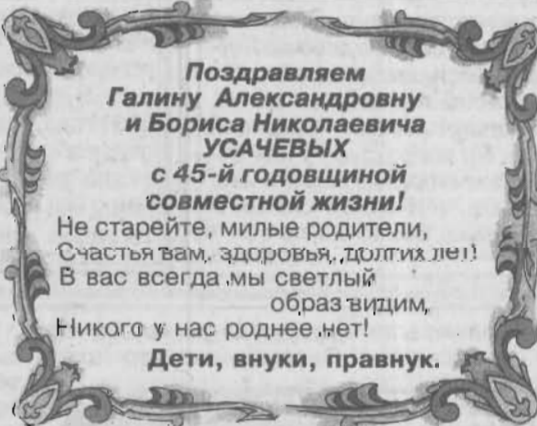 Поздравляем
Галину Александровну
и Бориса Николаевича
УСАЧЕВЫХ
с 45-й годовщиной
совместной жизни!
Не старейте, милые родители,
Счастья вам, здоровья, долгих лет!
В вас всегда мы светлый
образ видим,
Никого у нас роднее нет!
Дети, внуки, правнук.